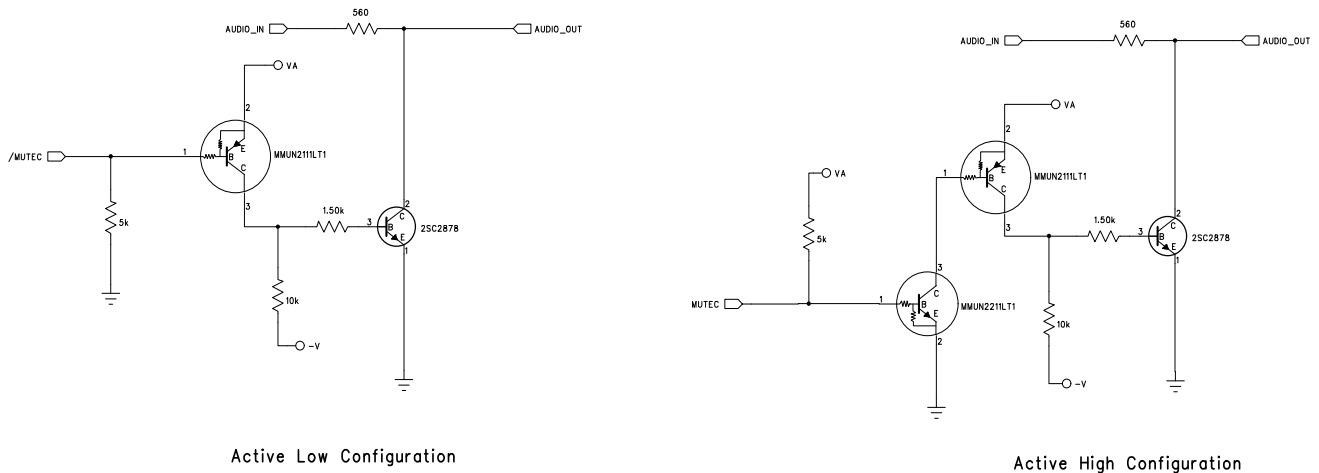 560
AUDIO_IN
AUDIO_OUT
VA
2
/MUTEC
1
B
E
C
MMUN2111LT1
3
5k
1.50k
3
B
C
E
2
1
2SC2878
10k
-V
Active Low Configuration
560
AUDIO_IN
AUDIO_OUT
VA
2
VA
1
B
E
C
MMUN2111LT1
3
5k
1.50k
3
B
C
E
2
1
2SC2878
3
MUTEC
1
B
C
E
MMUN2211LT1
2
10k
-V
Active High Configuration